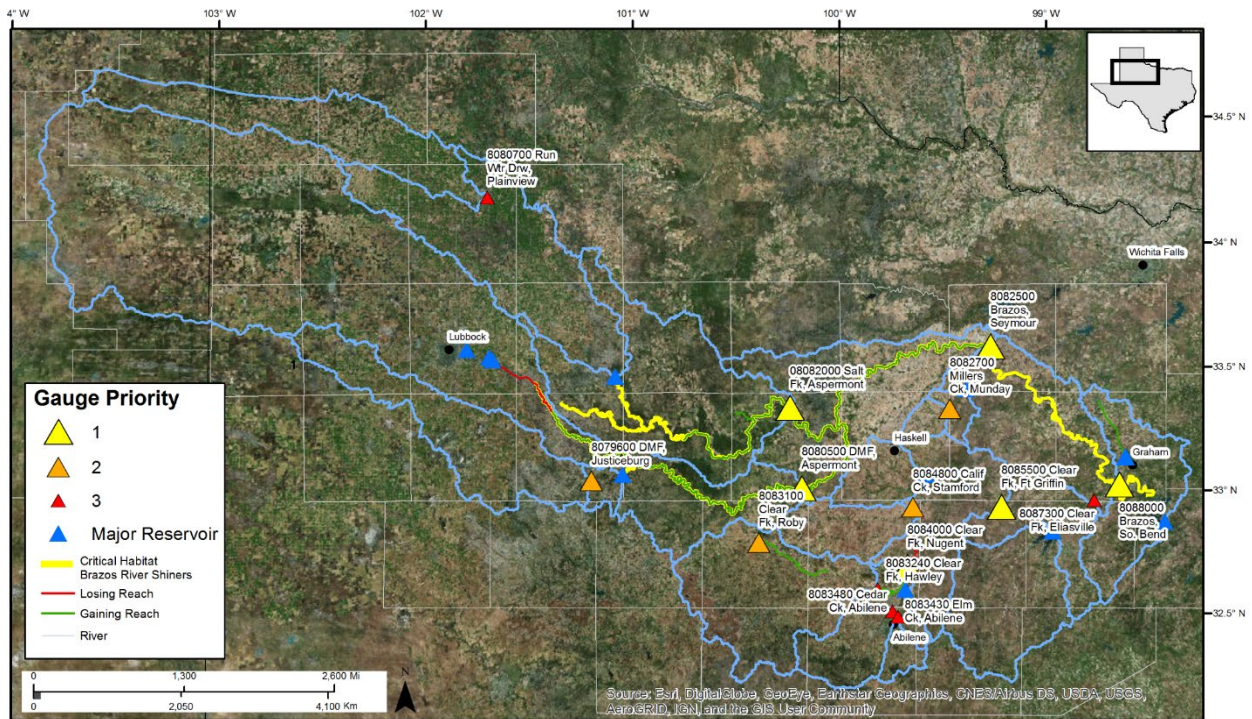 4° W
103° W
102° W
101° W
100° W
99° W
34.5° N
34° N
33.5° N
33° N
32.5° N
8080700 Run
Wtr Drw,
Plainview
Wichita Falls
8082500
Brazos,
Seymour
Lubbock
08082000 Salt
Fk, Aspermont
8082700
Millers
Ck, Munday
8079600 DMF,
Justiceburg
8080500 DMF,
Aspermont
Haskell
Graham
8084800 Calif
Ck, Stamford
8085500 Clear
Fk, Ft Griffin
8083100
Clear
Fk, Roby
8084000 Clear
Fk, Nugent
8087300 Clear
Fk, Eliasville
8088000
Brazos,
So. Bend
8083240 Clear
Fk, Hawley
8083480 Cedar
Ck, Abilene
8083430 Elm
Ck, Abilene
Abilene
Gauge Priority
1
2
3
Major Reservoir
Critical Habitat
Brazos River Shiners
Losing Reach
Gaining Reach
River
0 1,300 2,600 Mi
0 2,050 4,100 Km
N
Source: Esri, DigitalGlobe, GeoEye, Earthstar Geographics, CNES/Airbus DS, USDA, USGS,
AeroGRID, IGN, and the GIS User Community